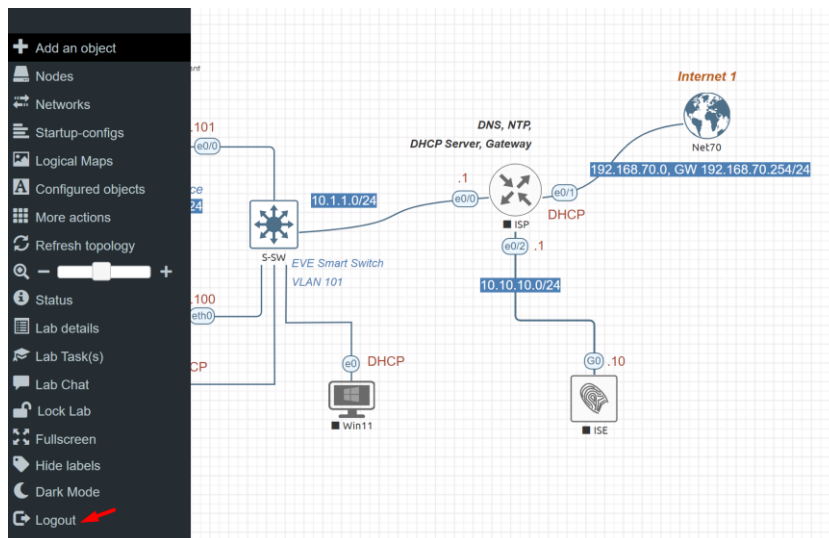 Add an object
Nodes
Networks
Startup-configs
Logical Maps
Configured objects
More actions
Refresh topology
Status
Lab details
Lab Task(s)
Lab Chat
Lock Lab
Fullscreen
Hide labels
Dark Mode
Logout
.101
e0/0
24
S-SW
EVE Smart Switch
VLAN 101
.100
eth0
CP
10.1.1.0/24
e0
DHCP
Win11
DNS, NTP,
DHCP Server, Gateway
.1
e0/0
e0/1
DHCP
ISP
e0/2
.1
10.10.10.0/24
G0
.10
ISE
Internet 1
Net70
192.168.70.0, GW 192.168.70.254/24